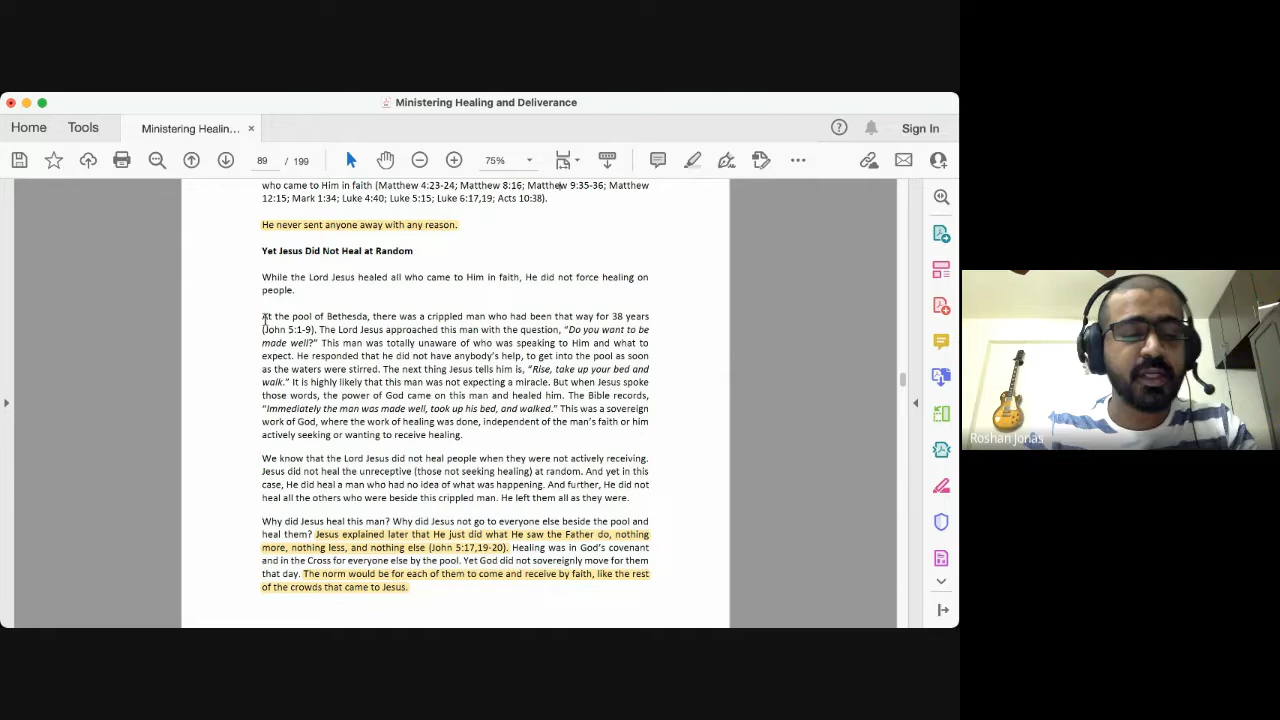 Ministering Healing and Deliverance
Home
Tools
Ministering Healin...
Sign In
89 / 199
75%
who came to Him in faith (Matthew 4:23-24; Matthew 8:16; Matthew 9:35-36; Matthew
12:15; Mark 1:34; Luke 4:40; Luke 5:15; Luke 6:17,19; Acts 10:38).
He never sent anyone away with any reason.
Yet Jesus Did Not Heal at Random
While the Lord Jesus healed all who came to Him in faith, He did not force healing on
people.
At the pool of Bethesda, there was a crippled man who had been that way for 38 years
(John 5:1-9). The Lord Jesus approached this man with the question, “Do you want to be
made well?” This man was totally unaware of who was speaking to Him and what to
expect. He responded that he did not have anybody’s help, to get into the pool as soon
as the waters were stirred. The next thing Jesus tells him is, “Rise, take up your bed and
walk.” It is highly likely that this man was not expecting a miracle. But when Jesus spoke
those words, the power of God came on this man and healed him. The Bible records,
“Immediately the man was made well, took up his bed, and walked.” This was a sovereign
work of God, where the work of healing was done, independent of the man’s faith or him
actively seeking or wanting to receive healing.
We know that the Lord Jesus did not heal people when they were not actively receiving.
Jesus did not heal the unreceptive (those not seeking healing) at random. And yet in this
case, He did heal a man who had no idea of what was happening. And further, He did not
heal all the others who were beside this crippled man. He left them all as they were.
Why did Jesus heal this man? Why did Jesus not go to everyone else beside the pool and
heal them? Jesus explained later that He just did what He saw the Father do, nothing
more, nothing less, and nothing else (John 5:17,19-20). Healing was in God’s covenant
and in the Cross for everyone else by the pool. Yet God did not sovereignly move for them
that day. The norm would be for each of them to come and receive by faith, like the rest
of the crowds that came to Jesus.
Roshan Jonas